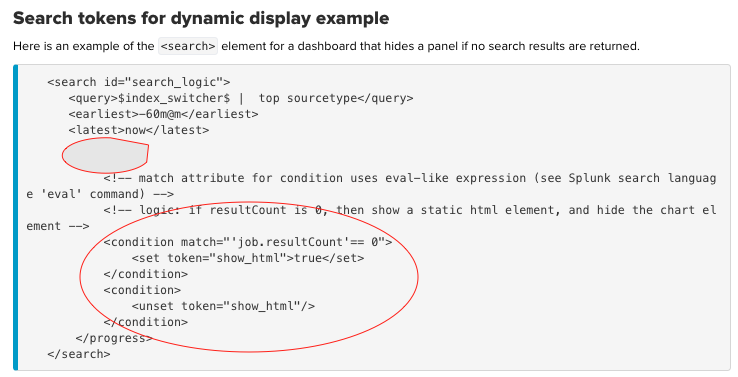 Search tokens for dynamic display example
Here is an example of the <search> element for a dashboard that hides a panel if no search results are returned.
<search id="search_logic">
<query>$index_switcher$ |  top sourcetype</query>
<earliest>-60m@m</earliest>
<latest>now</latest>
<!-- match attribute for condition uses eval-like expression (see Splunk search languag
e 'eval' command) -->
<!-- logic: if resultCount is 0, then show a static html element, and hide the chart el
ement -->
<condition match="'job.resultCount'== 0">
<set token="show_html">true</set>
</condition>
<condition>
<unset token="show_html"/>
</condition>
</progress>
</search>